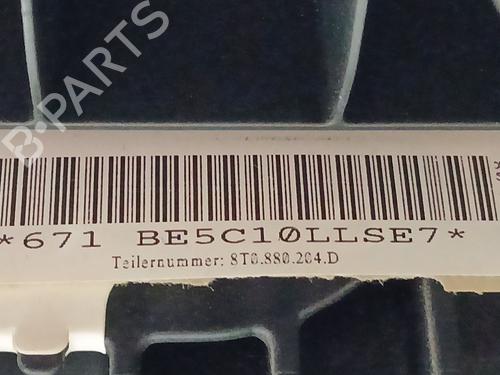 B-PARTS
*671 BE5C10LLSE7*
Teilernummer: 8T0.880.204.D